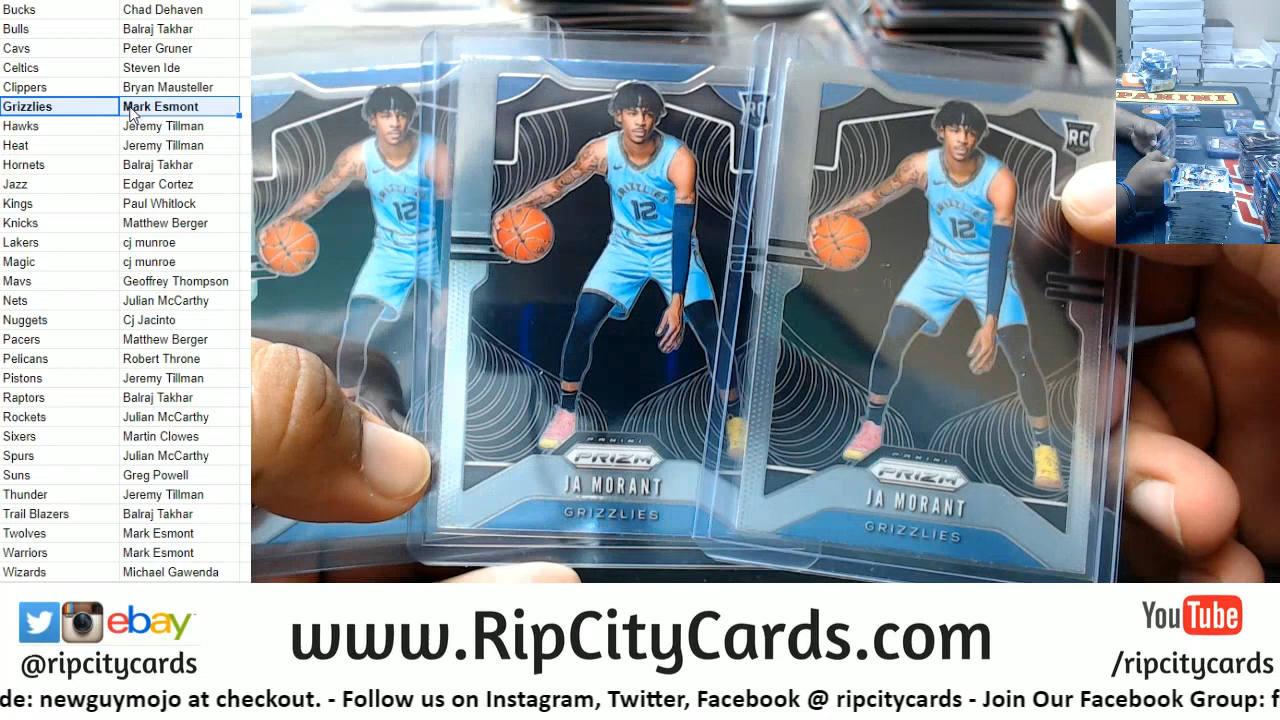 Bucks Chad Dehaven
Bulls Balraj Takhar
Cavs Peter Gruner
Celtics Steven Ide
Clippers Bryan Mausteller
Grizzlies Mark Esmont
Hawks Jeremy Tillman
Heat Jeremy Tillman
Hornets Balraj Takhar
Jazz Edgar Cortez
Kings Paul Whitlock
Knicks Matthew Berger
Lakers cj munroe
Magic cj munroe
Mavs Geoffrey Thompson
Nets Julian McCarthy
Nuggets Cj Jacinto
Pacers Matthew Berger
Pelicans Robert Throne
Pistons Jeremy Tillman
Raptors Balraj Takhar
Rockets Julian McCarthy
Sixers Martin Clowes
Spurs Julian McCarthy
Suns Greg Powell
Thunder Jeremy Tillman
Trail Blazers Balraj Takhar
Twolves Mark Esmont
Warriors Mark Esmont
Wizards Michael Gawenda
RC
GRIZZLIES
12
PANINI
PRIZM
JA MORANT
GRIZZLIES
RC
GRIZZLIES
12
PANINI
PRIZM
JA MORANT
GRIZZLIES
12
PANINI
ebay
@ripcitycards
www.RipCityCards.com
YouTube
/ripcitycards
de: newguymojo at checkout. - Follow us on Instagram, Twitter, Facebook @ ripcitycards - Join Our Facebook Group: f